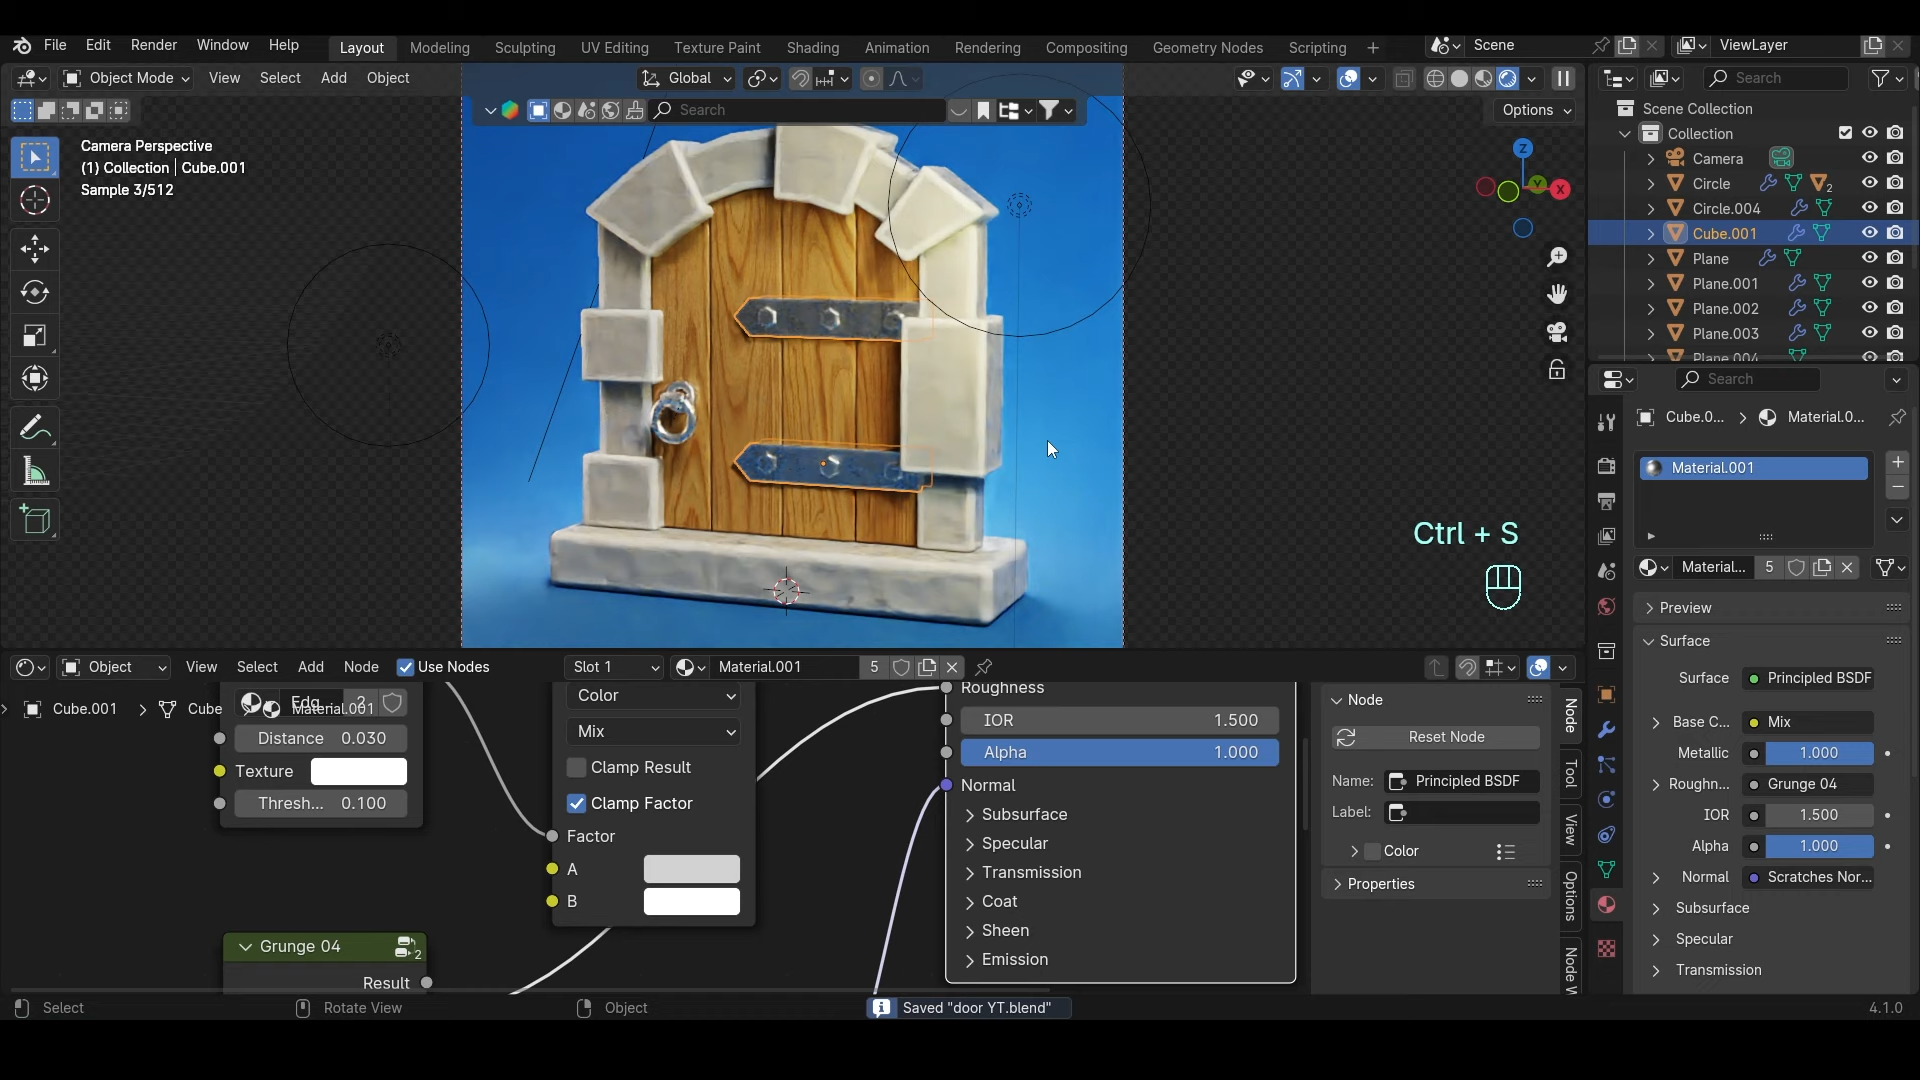 File Edit Render Window Help Layout Modeling Sculpting UV Editing Texture Paint Shading Animation Rendering Compositing Geometry Nodes Scripting + Scene ViewLayer
Object Mode View Select Add Object Global Search
Search Options
Camera Perspective
(1) Collection | Cube.001
Sample 3/512
Z
Y
X
Scene Collection
Collection
Camera
Circle 2
Circle.004
Cube.001
Plane
Plane.001
Plane.002
Plane.003
Plane.004
Search
Cube.0... > Material.0...
Material.001
Material... 5
Preview
Surface
Surface Principled BSDF
Base C... Mix
Metallic 1.000
Roughn... Grunge 04
IOR 1.500
Alpha 1.000
Normal Scratches Nor...
Subsurface
Specular
Transmission
Ctrl + S
Object View Select Add Node Use Nodes Slot 1 Material.001 5
Cube.001 > Cube Material.001
Edg... 2
Distance 0.030
Texture
Thresh... 0.100
Color
Mix
Clamp Result
Clamp Factor
Factor
A
B
Grunge 04 2
Result
Roughness
IOR 1.500
Alpha 1.000
Normal
Subsurface
Specular
Transmission
Coat
Sheen
Emission
Node
Reset Node
Name: Principled BSDF
Label:
Color
Properties
Node
Tool
View
Options
Node W
Select Rotate View Object Saved "door YT.blend" 4.1.0